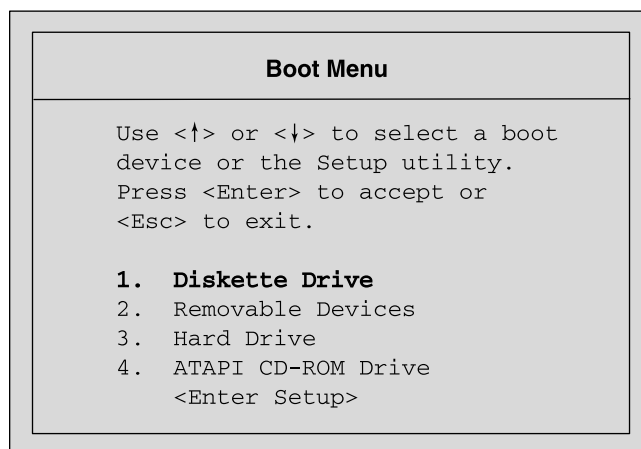 Boot Menu
Use <↑> or <↓> to select a boot
device or the Setup utility.
Press <Enter> to accept or
<Esc> to exit.
1. Diskette Drive
2. Removable Devices
3. Hard Drive
4. ATAPI CD-ROM Drive
<Enter Setup>